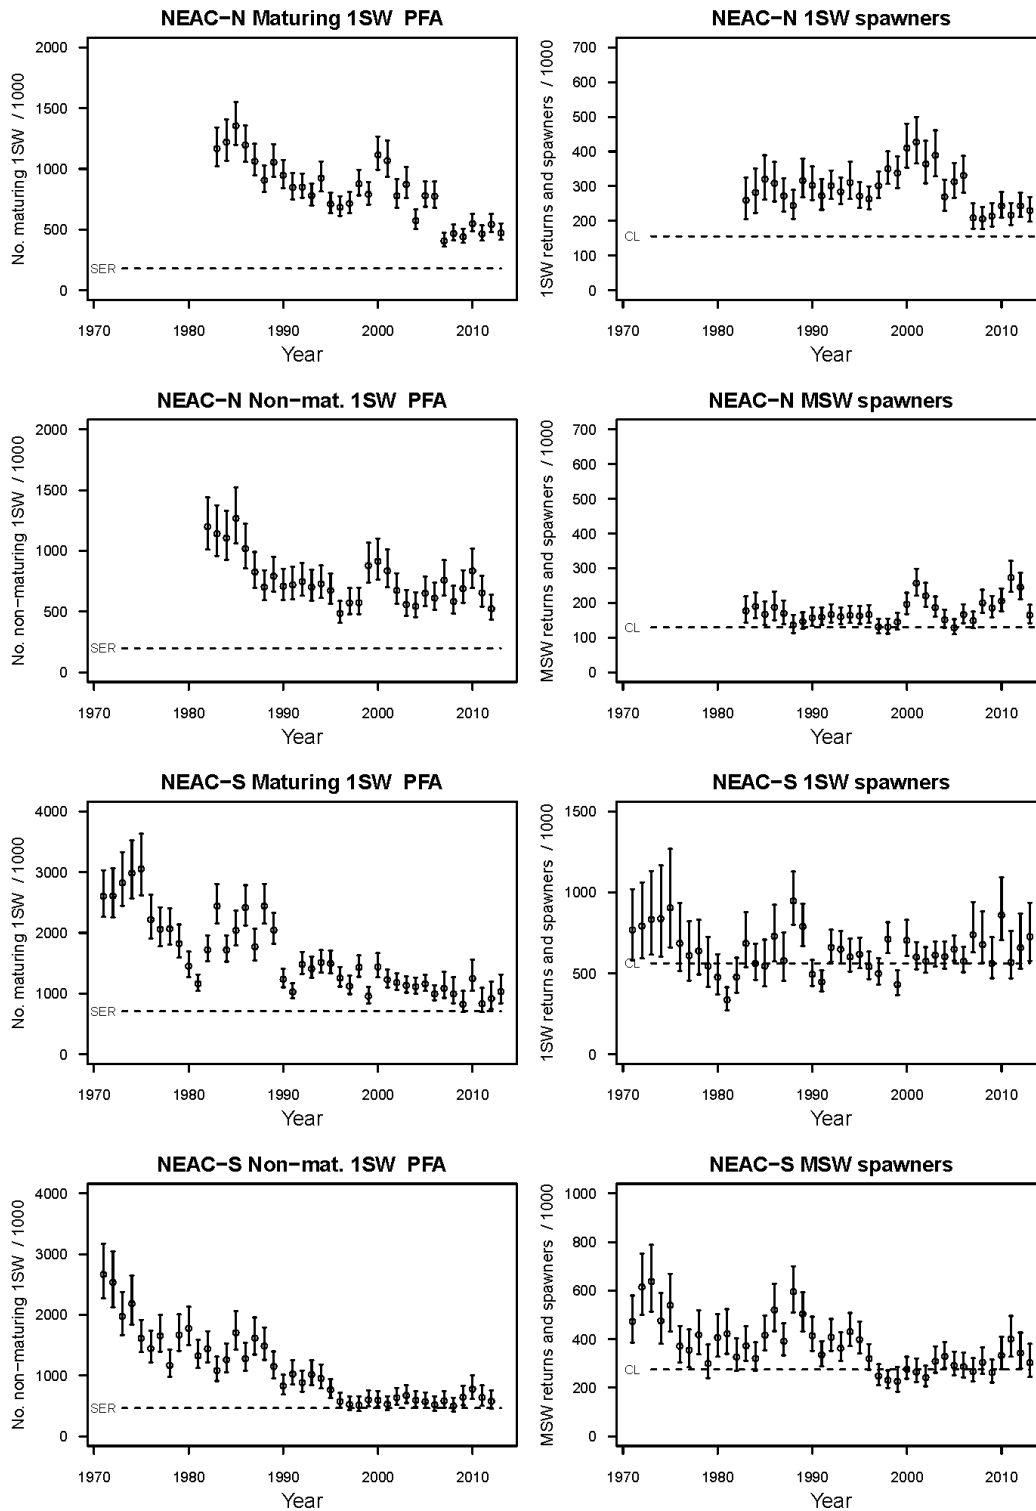 NEAC−N Maturing 1SW PFA
No. maturing 1SW / 1000
2000
1500
1000
500
0
SER
1970 1980 1990 2000 2010
Year
NEAC−N 1SW spawners
1SW returns and spawners / 1000
700
600
500
400
300
200
100
0
CL
1970 1980 1990 2000 2010
Year
NEAC−N Non−mat. 1SW PFA
No. non−maturing 1SW / 1000
2000
1500
1000
500
0
SER
1970 1980 1990 2000 2010
Year
NEAC−N MSW spawners
MSW returns and spawners / 1000
700
600
500
400
300
200
100
0
CL
1970 1980 1990 2000 2010
Year
NEAC−S Maturing 1SW PFA
No. maturing 1SW / 1000
4000
3000
2000
1000
0
SER
1970 1980 1990 2000 2010
Year
NEAC−S 1SW spawners
1SW returns and spawners / 1000
1500
1000
500
0
CL
1970 1980 1990 2000 2010
Year
NEAC−S Non−mat. 1SW PFA
No. non−maturing 1SW / 1000
4000
3000
2000
1000
0
SER
1970 1980 1990 2000 2010
Year
NEAC−S MSW spawners
MSW returns and spawners / 1000
1000
800
600
400
200
0
CL
1970 1980 1990 2000 2010
Year